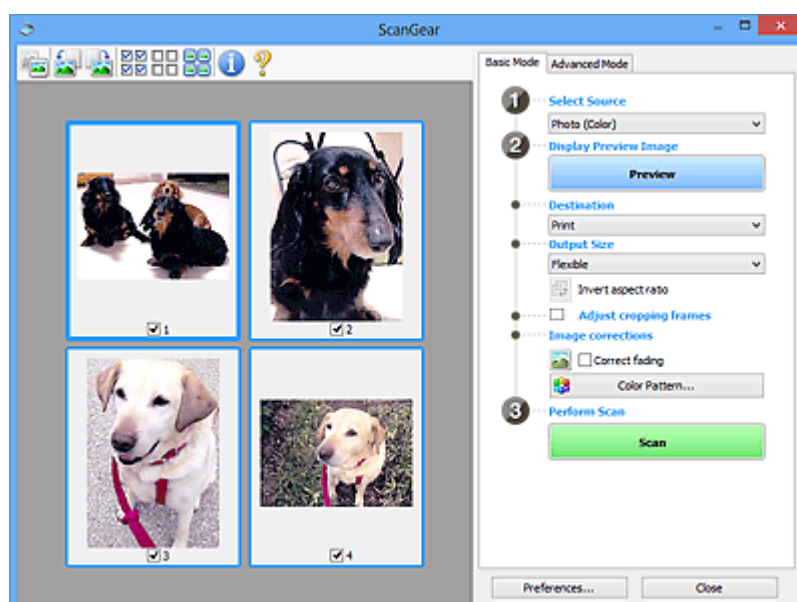 ScanGear
Basic Mode
Advanced Mode
1
Select Source
Photo (Color)
2
Display Preview Image
Preview
Destination
Print
Output Size
Flexible
Invert aspect ratio
Adjust cropping frames
Image corrections
Correct fading
Color Pattern...
3
Perform Scan
Scan
1
2
3
4
Preferences...
Close